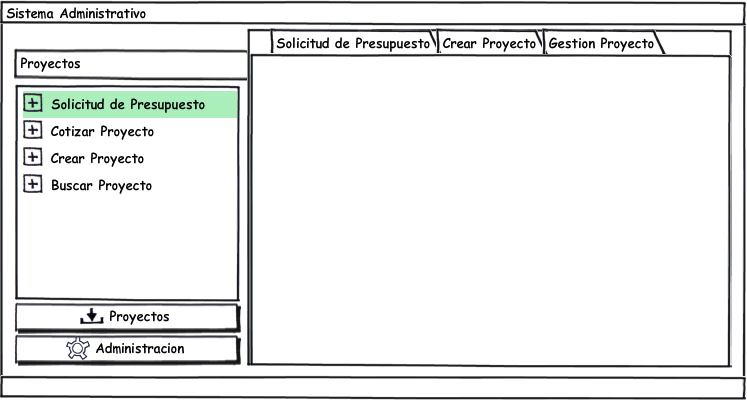 Sistema Administrativo
Solicitud de Presupuesto Crear Proyecto Gestion Proyecto
Proyectos
Solicitud de Presupuesto
Cotizar Proyecto
Crear Proyecto
Buscar Proyecto
Proyectos
Administracion